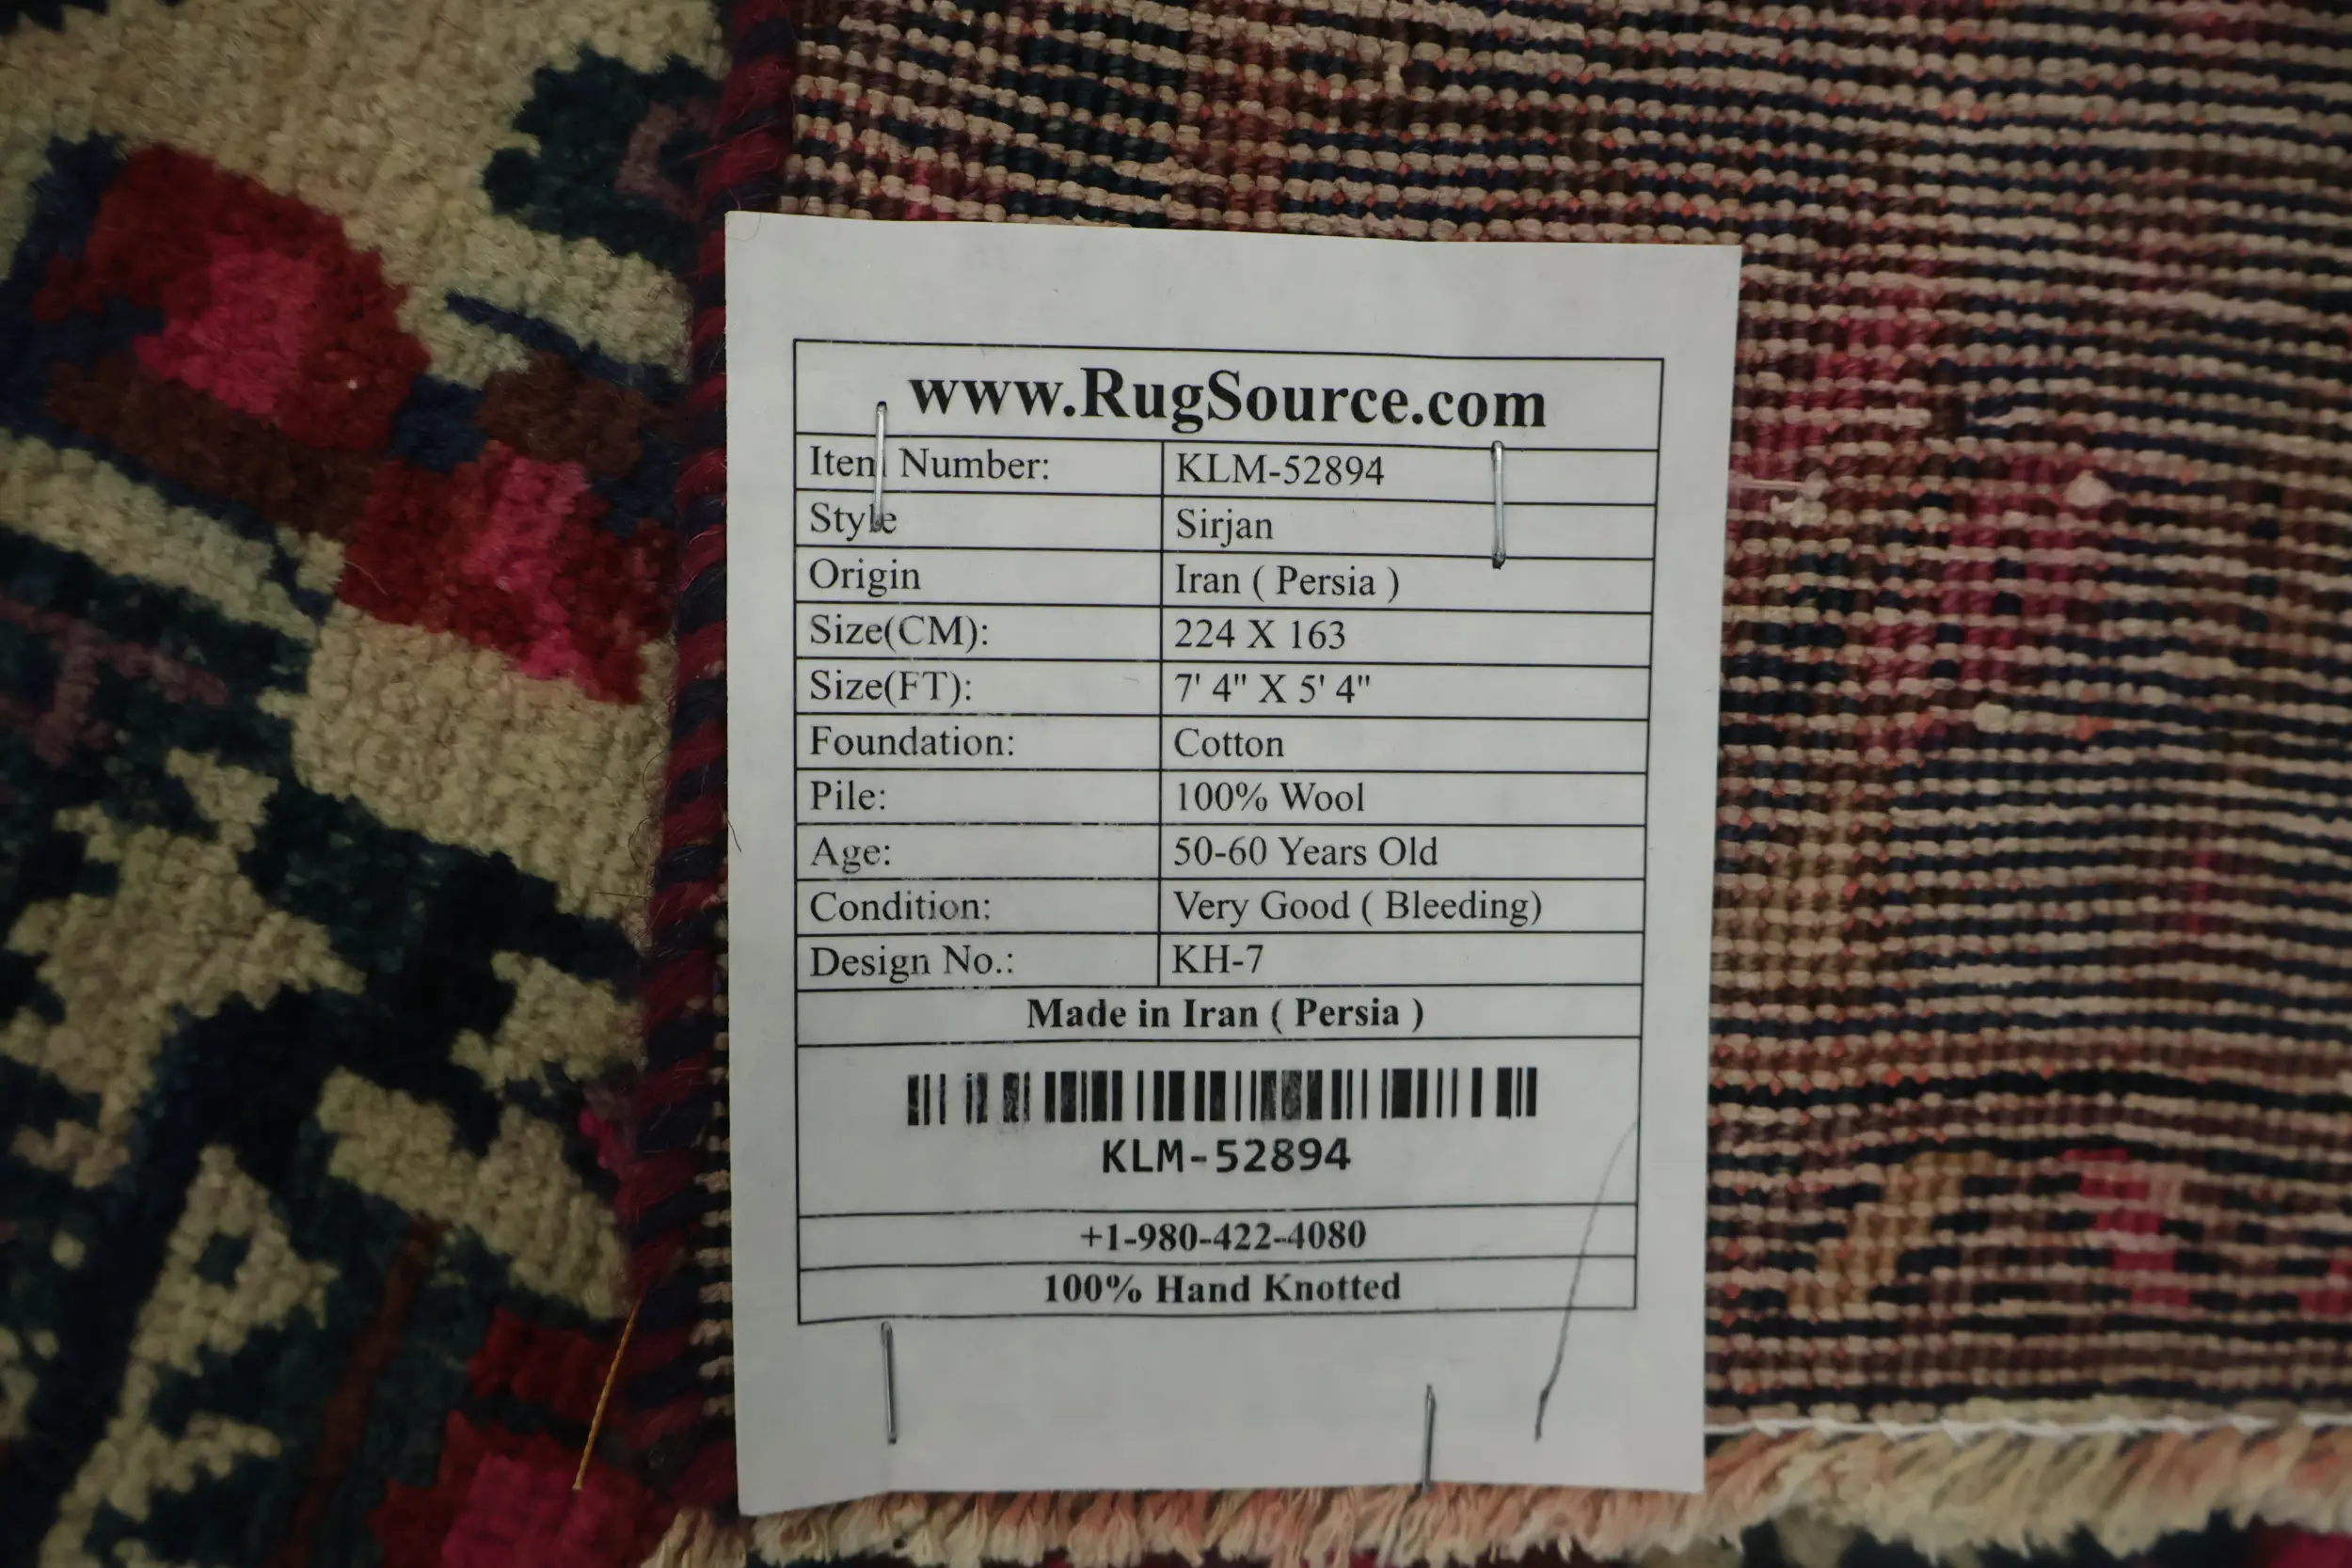 www.RugSource.com
Item Number: KLM-52894
Style Sirjan
Origin Iran ( Persia )
Size(CM): 224 X 163
Size(FT): 7' 4" X 5' 4"
Foundation: Cotton
Pile: 100% Wool
Age: 50-60 Years Old
Condition: Very Good ( Bleeding)
Design No.: KH-7
Made in Iran ( Persia )
KLM-52894
+1-980-422-4080
100% Hand Knotted